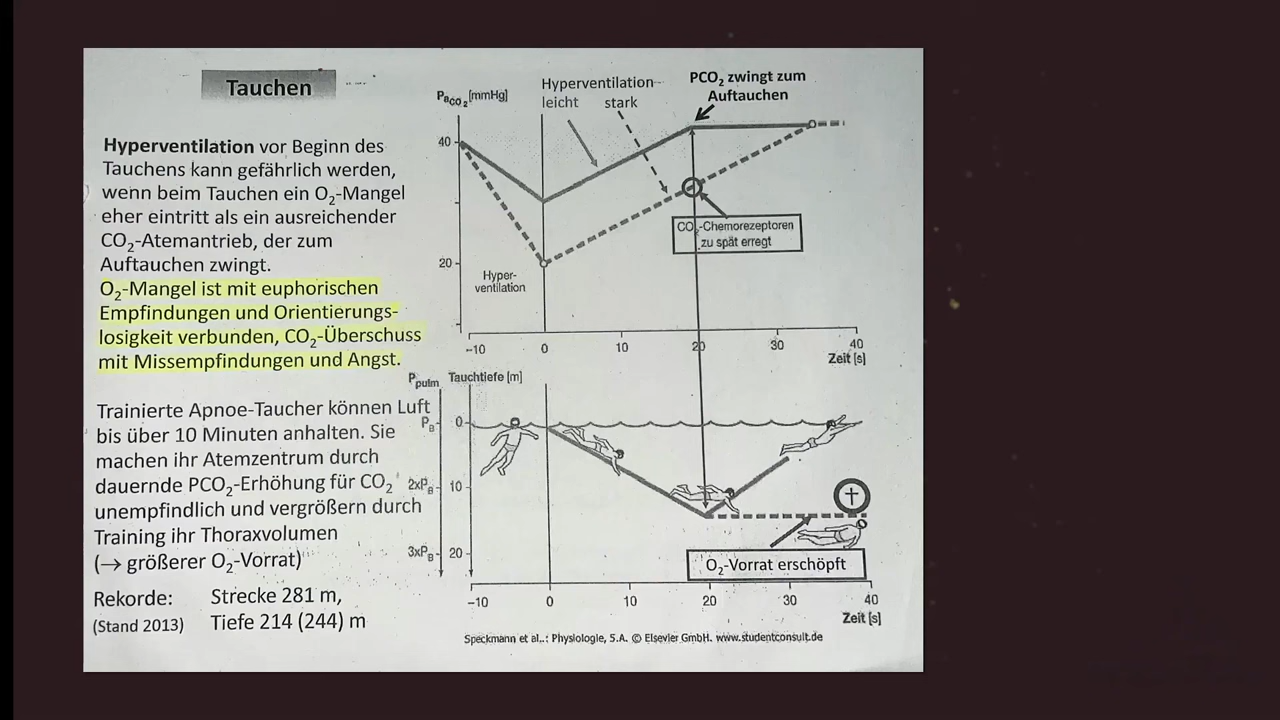 Tauchen
Hyperventilation vor Beginn des
Tauchens kann gefährlich werden,
wenn beim Tauchen ein O₂-Mangel
eher eintritt als ein ausreichender
CO₂-Atemantrieb, der zum
Auftauchen zwingt.
O₂-Mangel ist mit euphorischen
Empfindungen und Orientierungs-
losigkeit verbunden, CO₂-Überschuss
mit Missempfindungen und Angst.
Trainierte Apnoe-Taucher können Luft
bis über 10 Minuten anhalten. Sie
machen ihr Atemzentrum durch
dauernde PCO₂-Erhöhung für CO₂
unempfindlich und vergrößern durch
Training ihr Thoraxvolumen
(→ größerer O₂-Vorrat)
Rekorde: Strecke 281 m,
(Stand 2013) Tiefe 214 (244) m
PaCO₂ [mmHg]
Hyperventilation
leicht stark
PCO₂ zwingt zum
Auftauchen
40
20
CO₂-Chemorezeptoren
zu spät erregt
Hyper-
ventilation
-10 0 10 20 30 40
Zeit [s]
Ppulm Tauchtiefe [m]
PB 0
2xPB 10
3xPB 20
O₂-Vorrat erschöpft
-10 0 10 20 30 40
Zeit [s]
Speckmann et al..: Physiologie, 5.A. © Elsevier GmbH. www.studentconsult.de